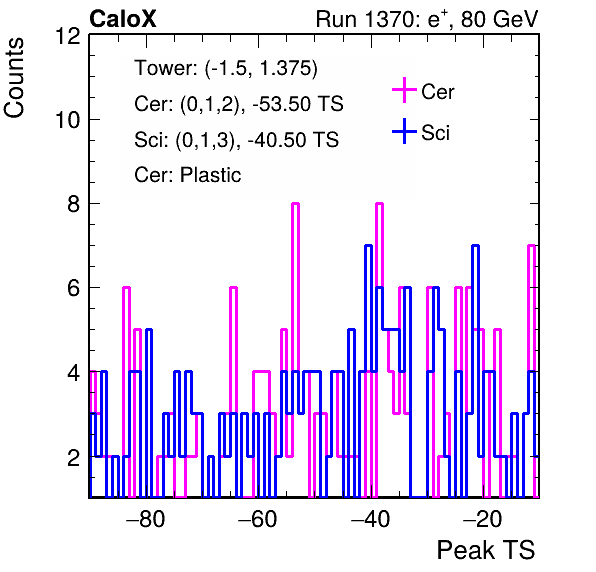 CaloX Run 1370: e⁺, 80 GeV
Counts
12
10
8
6
4
2
Tower: (-1.5, 1.375)
Cer: (0,1,2), -53.50 TS
Sci: (0,1,3), -40.50 TS
Cer: Plastic
Cer
Sci
−80 −60 −40 −20
Peak TS